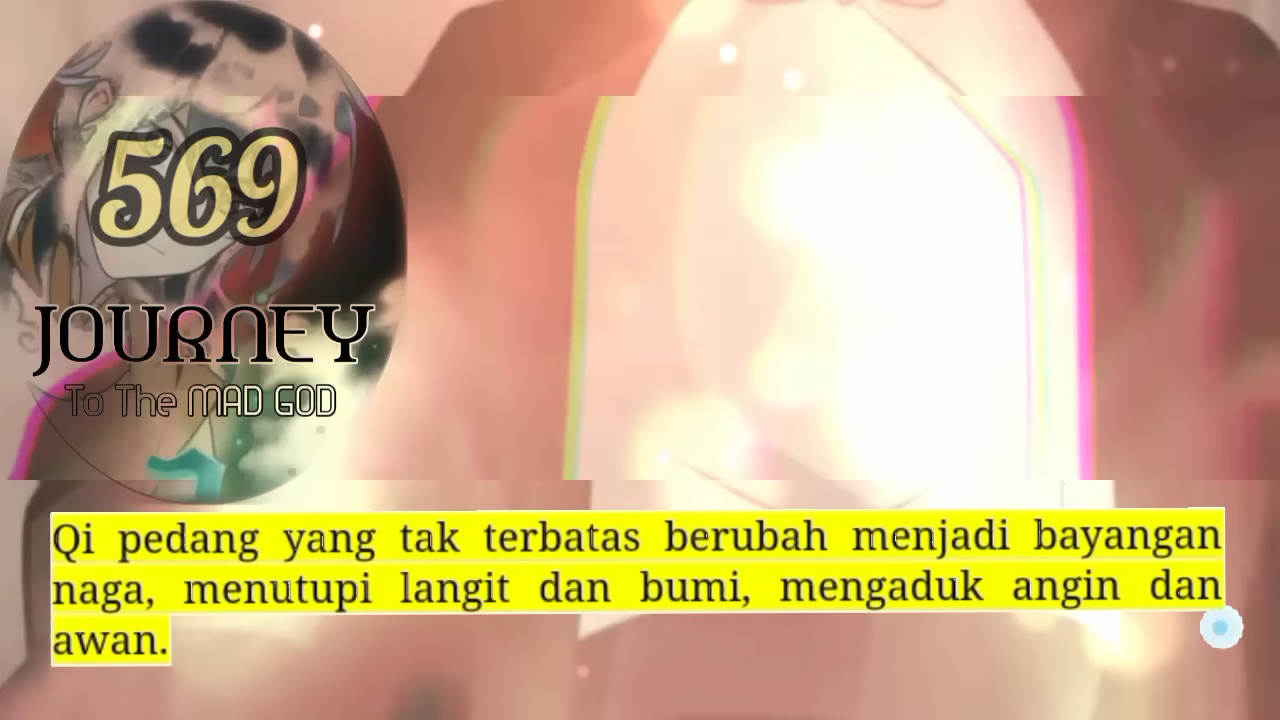 569
JOURNEY
To The MAD GOD
Qi pedang yang tak terbatas berubah menjadi bayangan
naga, menutupi langit dan bumi, mengaduk angin dan
awan.